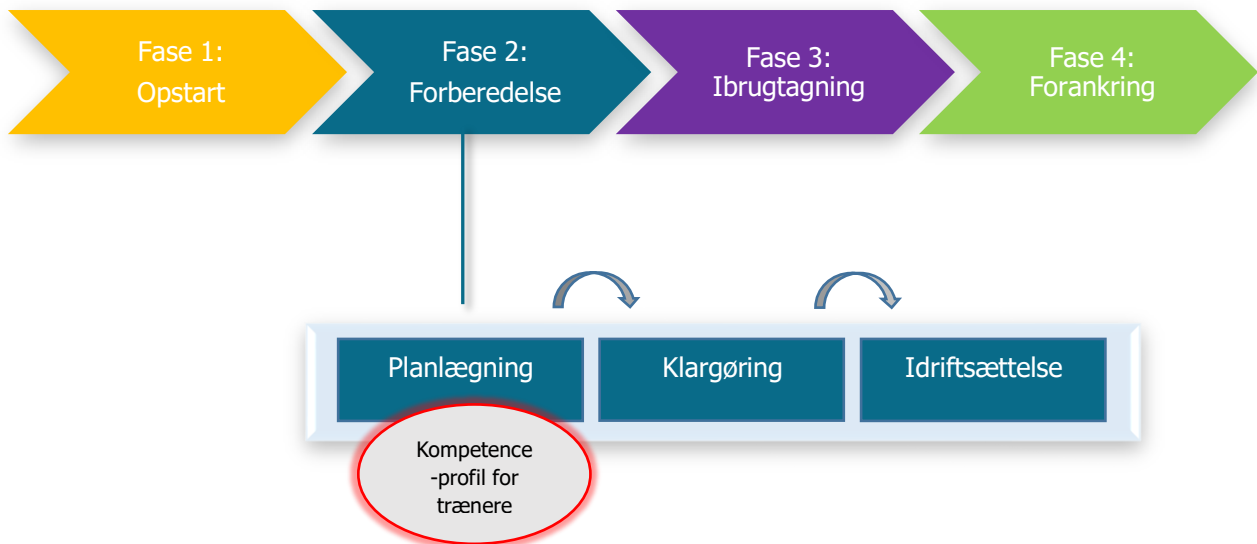 Fase 1:
Opstart
Fase 2:
Forberedelse
Fase 3:
Ibrugtagning
Fase 4:
Forankring
Planlægning
Klargøring
Idriftsættelse
Kompetence
-profil for
trænere